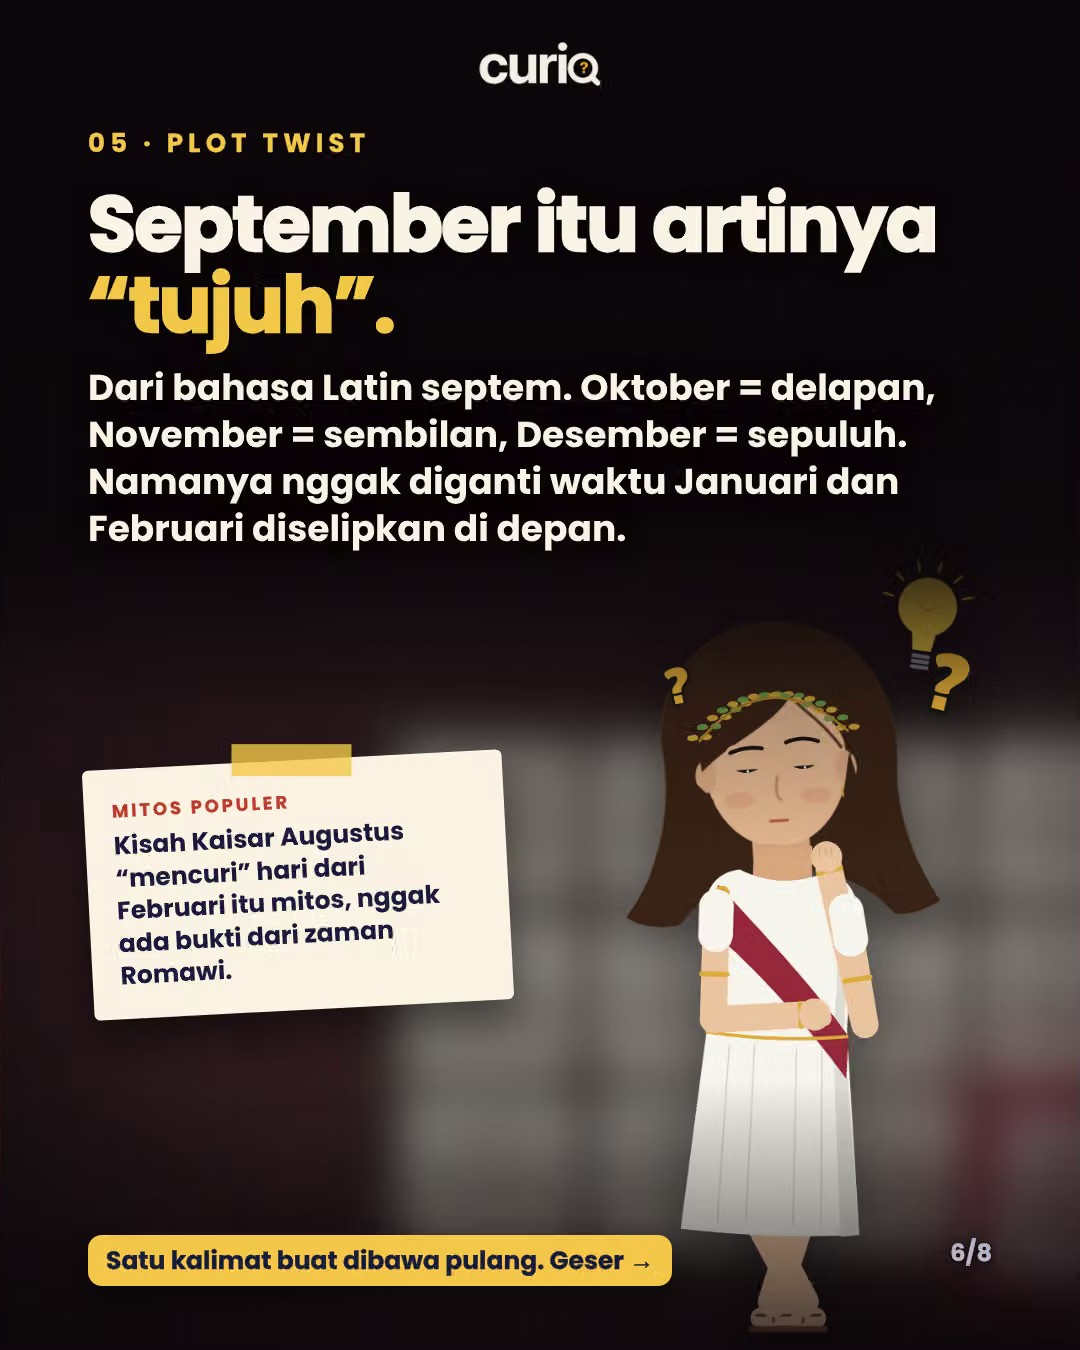 curio
05 · PLOT TWIST
September itu artinya
“tujuh”.
Dari bahasa Latin septem. Oktober = delapan,
November = sembilan, Desember = sepuluh.
Namanya nggak diganti waktu Januari dan
Februari diselipkan di depan.
?
?
MITOS POPULER
Kisah Kaisar Augustus
“mencuri” hari dari
Februari itu mitos, nggak
ada bukti dari zaman
Romawi.
Satu kalimat buat dibawa pulang. Geser →
6/8